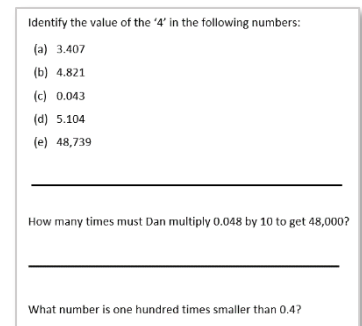 Identify the value of the ‘4’ in the following numbers:
(a) 3.407
(b) 4.821
(c) 0.043
(d) 5.104
(e) 48,739
How many times must Dan multiply 0.048 by 10 to get 48,000?
What number is one hundred times smaller than 0.4?